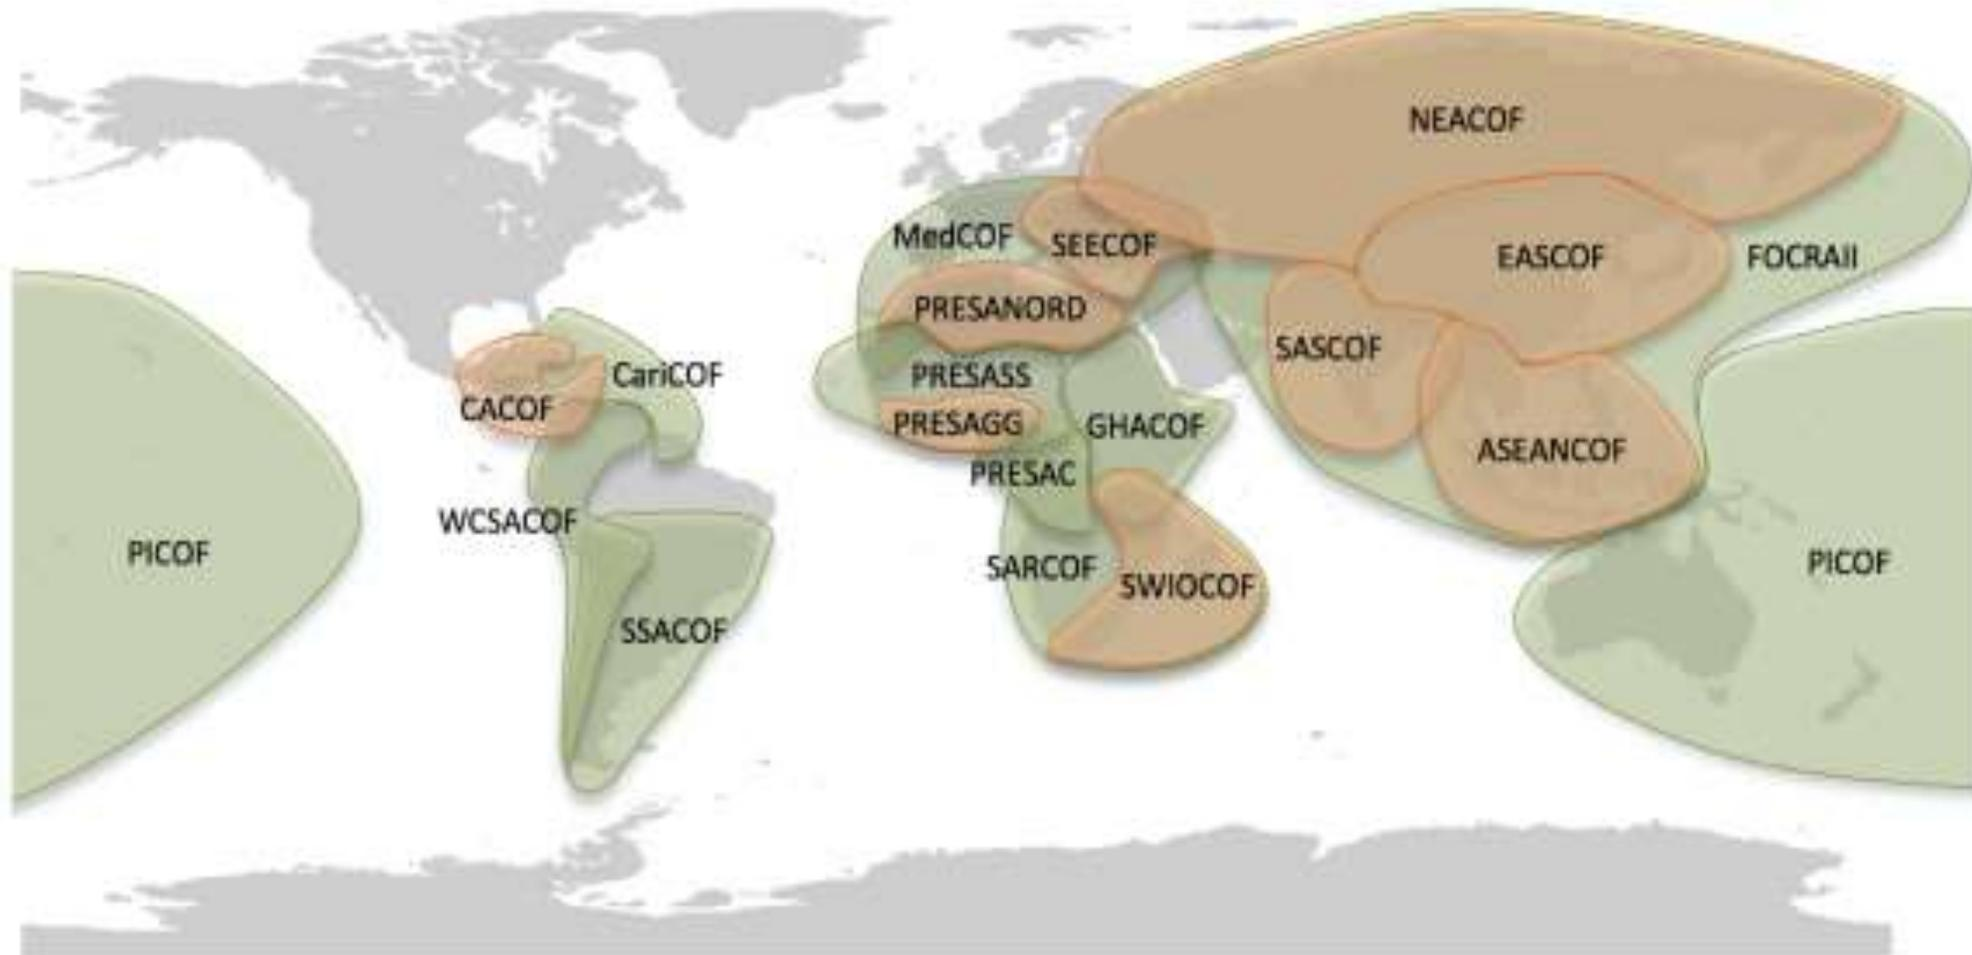 NEACOF
MedCOF
SEECOF
EASCOF
FOCRAII
PRESANORD
SASCOF
CariCOF
PRESASS
CACOF
PRESAGG
GHACOF
ASEANCOF
PRESAC
WCSACOF
PICOF
SARCOF
SWIOCOF
PICOF
SSACOF